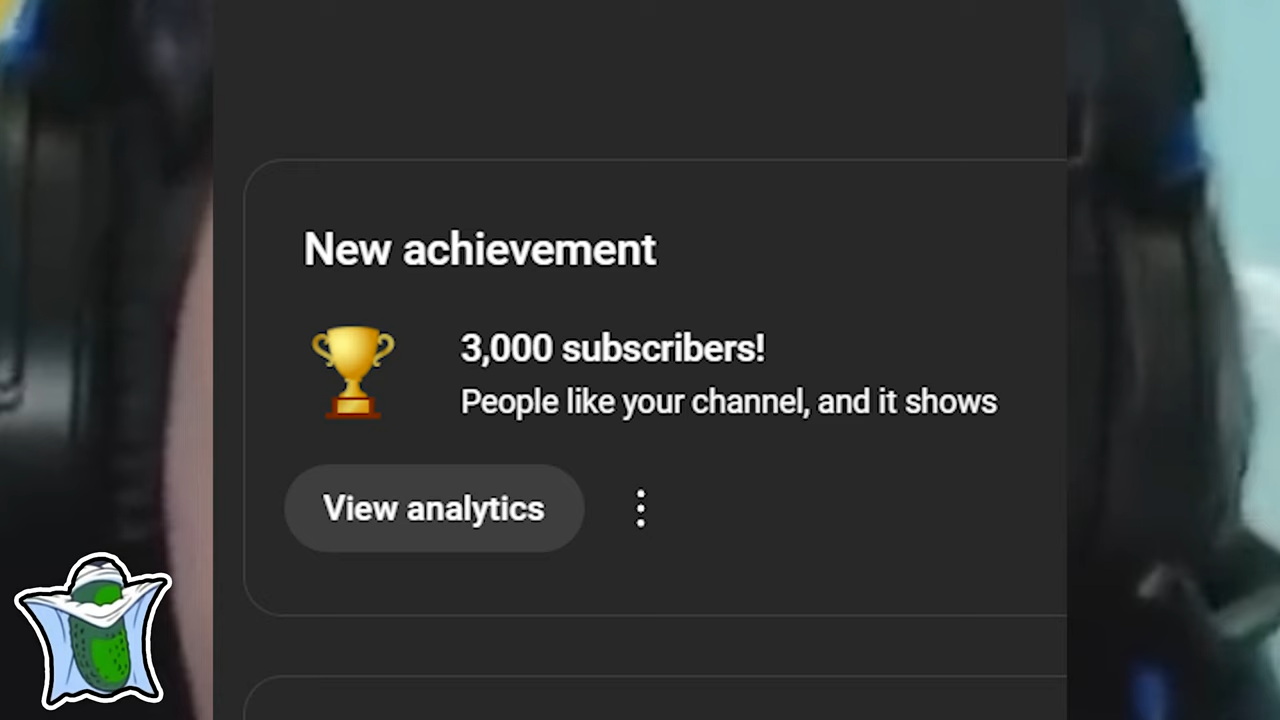 New achievement
3,000 subscribers!
People like your channel, and it shows
View analytics